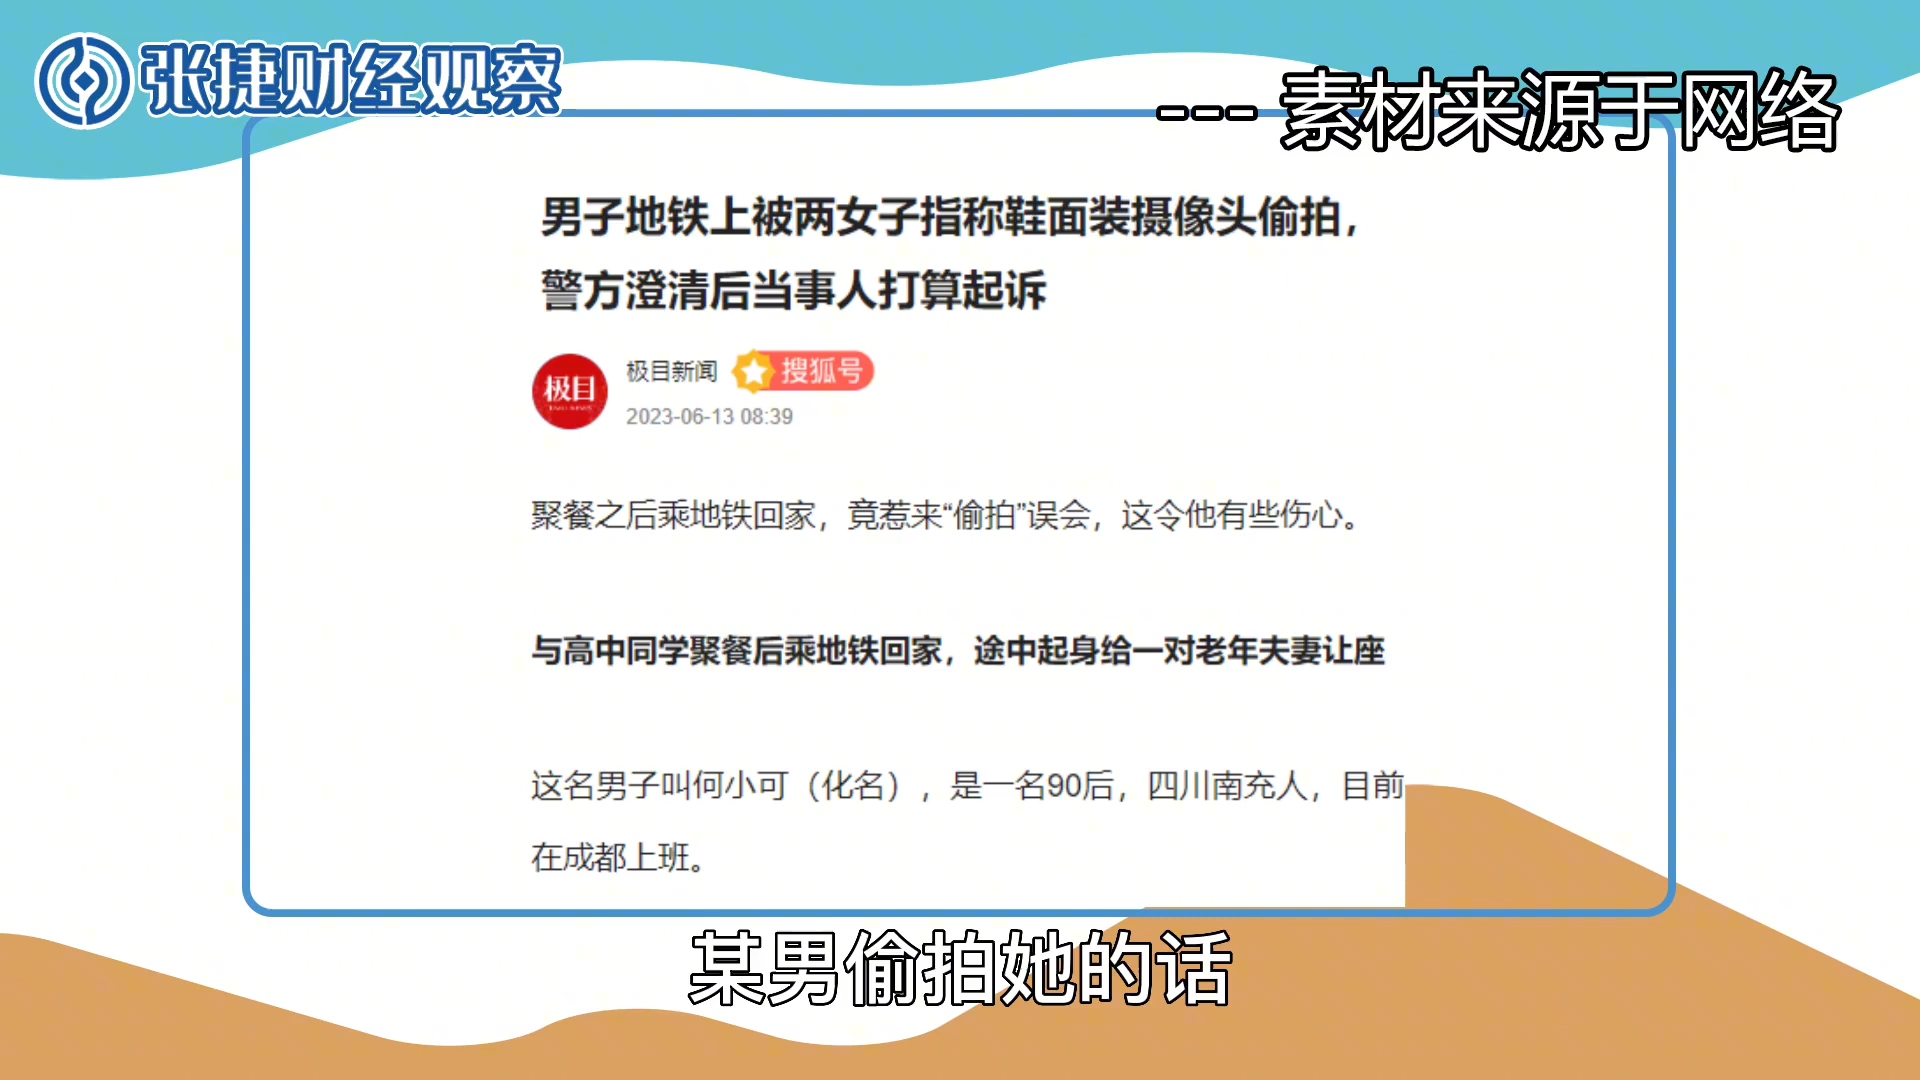 张捷财经观察
--- 素材来源于网络
男子地铁上被两女子指称鞋面装摄像头偷拍，
警方澄清后当事人打算起诉
极目
极目新闻
搜狐号
2023-06-13 08:39
聚餐之后乘地铁回家，竟惹来“偷拍”误会，这令他有些伤心。
与高中同学聚餐后乘地铁回家，途中起身给一对老年夫妻让座
这名男子叫何小可（化名），是一名90后，四川南充人，目前
在成都上班。
某男偷拍她的话